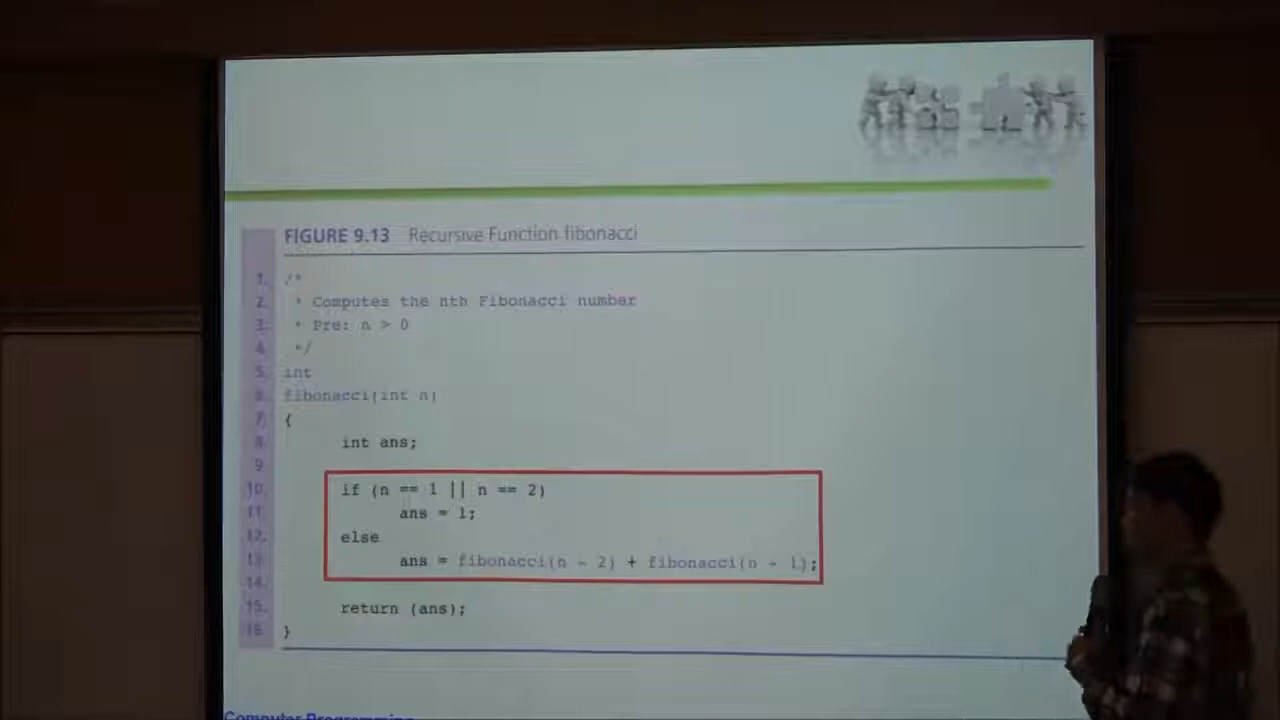 FIGURE 9.13 Recursive Function fibonacci
1. /*
2. * Computes the nth Fibonacci number
3. * Pre: n > 0
4. */
5. int
6. fibonacci(int n)
7. {
8. int ans;
9.
10. if (n == 1 || n == 2)
11. ans = 1;
12. else
13. ans = fibonacci(n - 2) + fibonacci(n - 1);
14.
15. return (ans);
16. }
Computer Programming